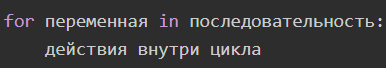 for переменная in последовательность:
    действия внутри цикла